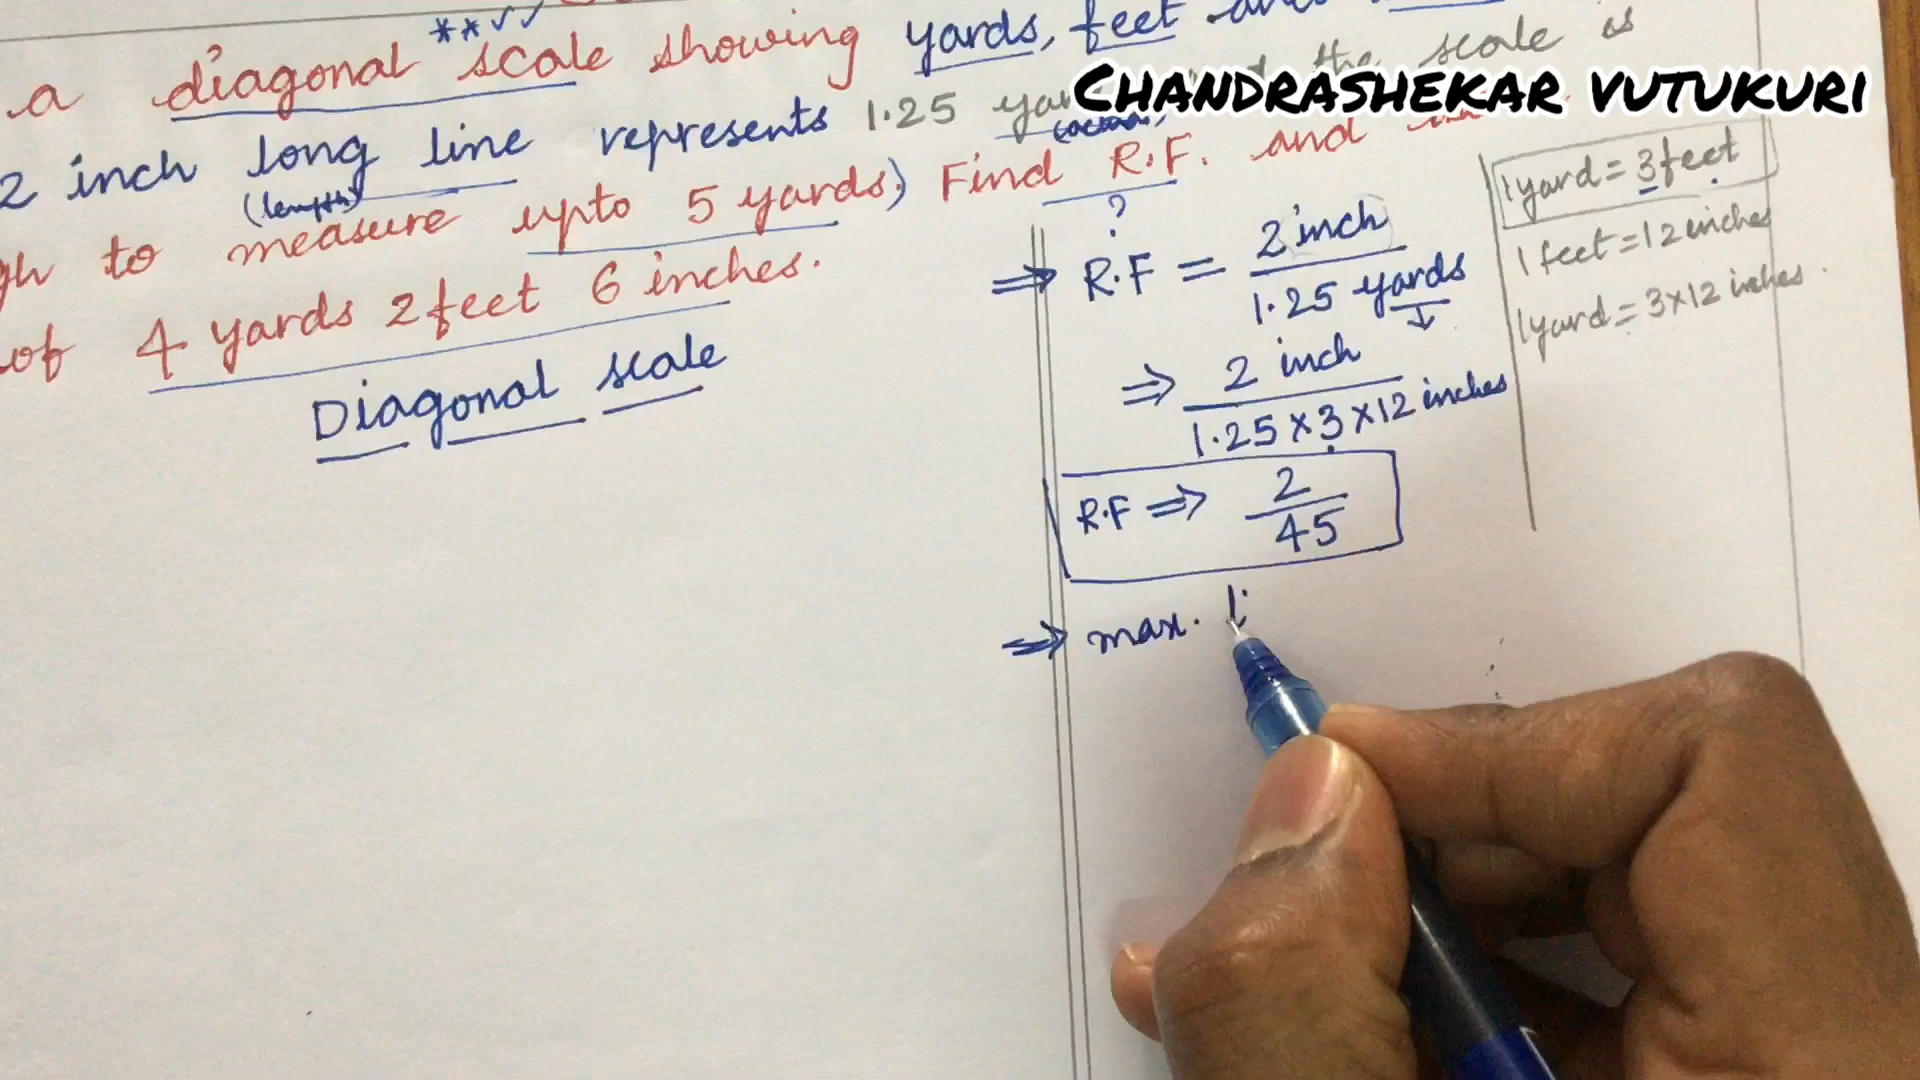 **✓✓
a diagonal scale showing yards, feet
2 inch long line represents 1.25 the scale is
CHANDRASHEKAR VUTUKURI
(length)
to measure upto 5 yards) Find R.F. and
?
of 4 yards 2 feet 6 inches.
Diagonal scale
⇒ R.F = 2 inch
1.25 yards
↓
⇒ 2 inch
1.25 × 3 × 12 inches
R.F ⇒ 2
45
⇒ max.
1 yard = 3 feet
1 feet = 12 inches
1 yard = 3×12 inches.